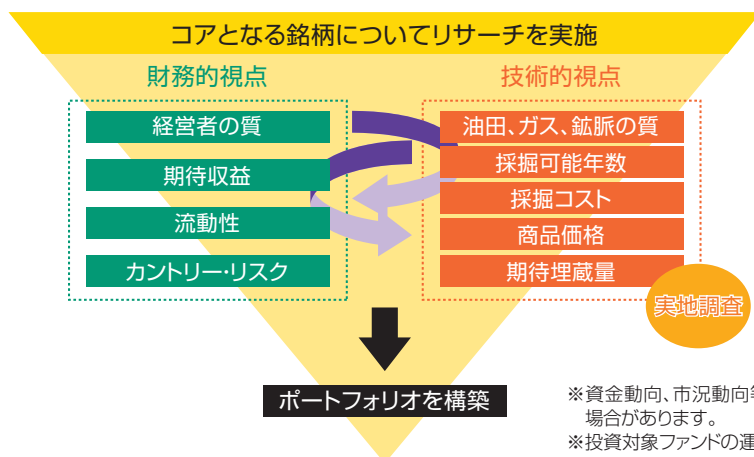 コアとなる銘柄についてリサーチを実施
財務的視点
経営者の質
期待収益
流動性
カントリー・リスク
技術的視点
油田、ガス、鉱脈の質
採掘可能年数
採掘コスト
商品価格
期待埋蔵量
実地調査
ポートフォリオを構築
※資金動向、市況動向
場合があります。
※投資対象ファンドの運